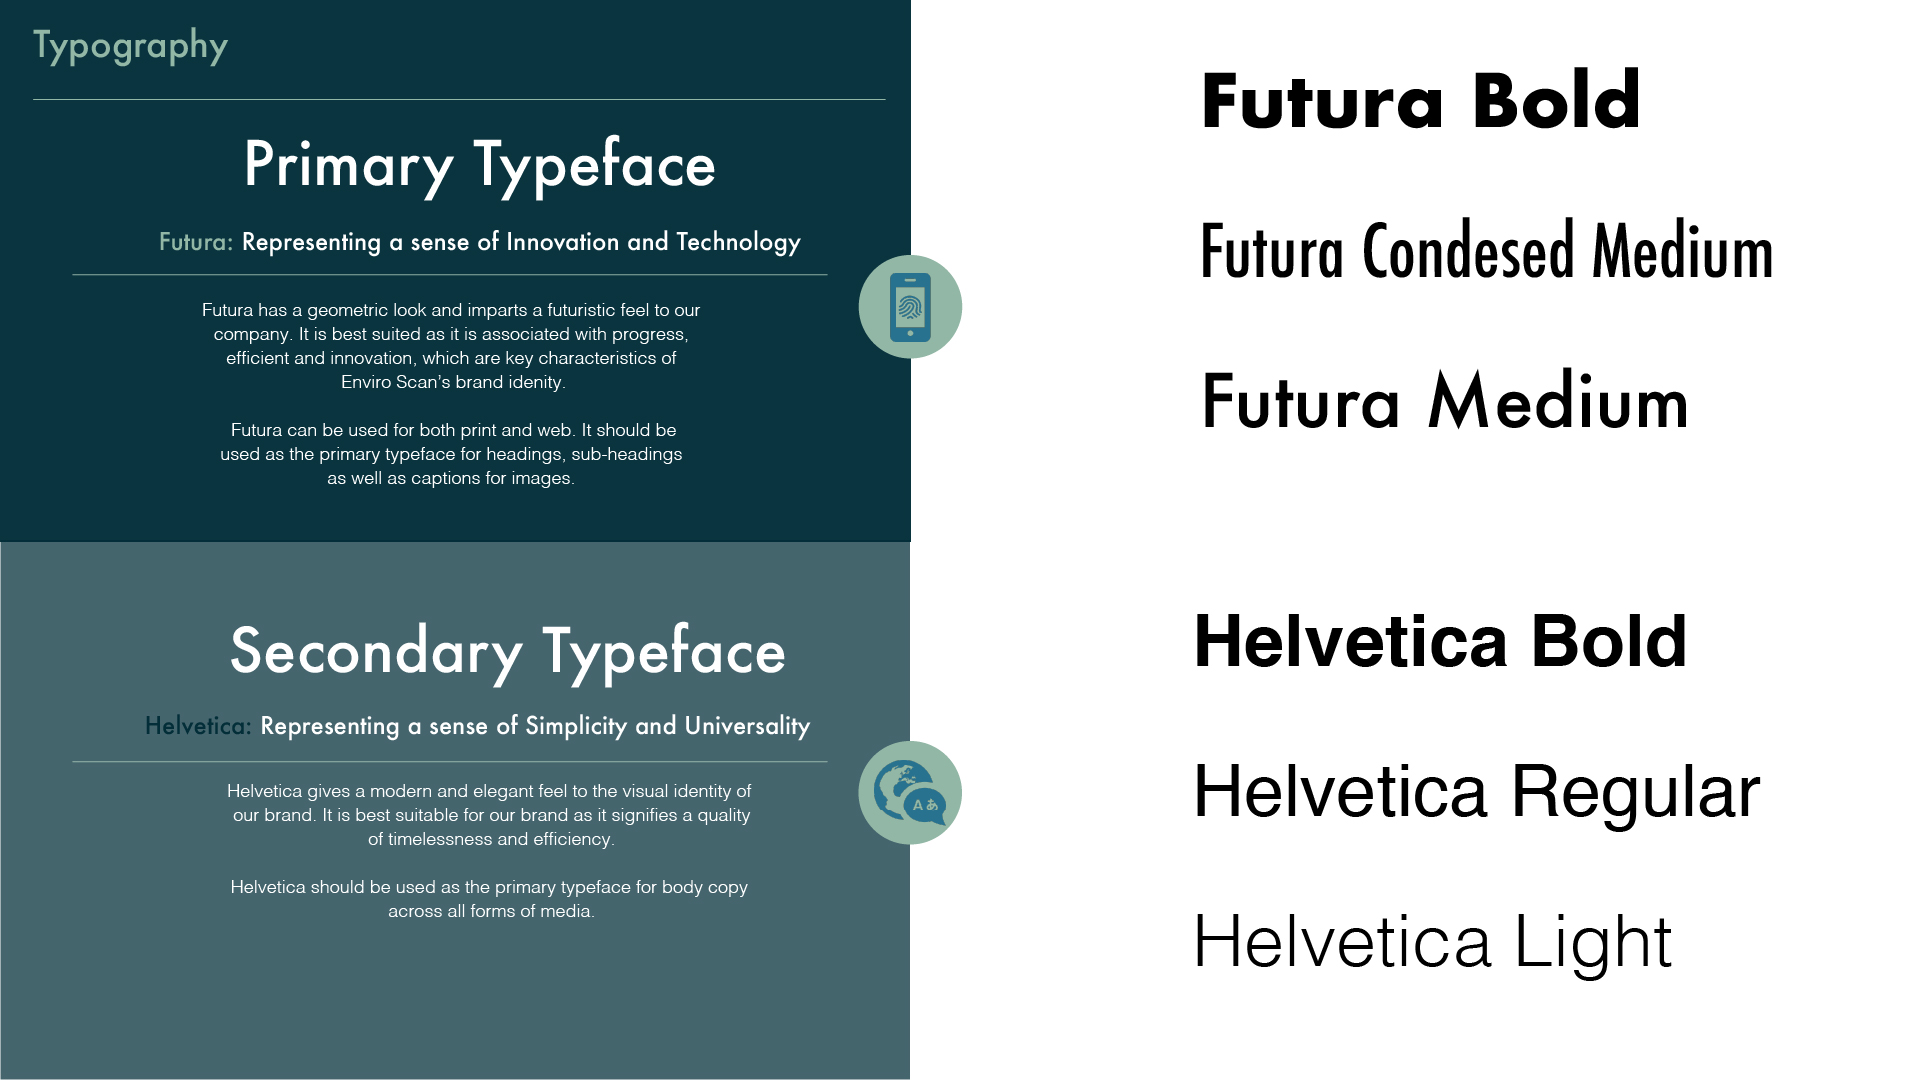 Typography
Primary Typeface
Futura: Representing a sense of Innovation and Technology
Futura has a geometric look and imparts a futuristic feel to our
company. It is best suited as it is associated with progress,
efficient and innovation, which are key characteristics of
Enviro Scan’s brand idenity.
Futura can be used for both print and web. It should be
used as the primary typeface for headings, sub-headings
as well as captions for images.
Secondary Typeface
Helvetica: Representing a sense of Simplicity and Universality
Helvetica gives a modern and elegant feel to the visual identity of
our brand. It is best suitable for our brand as it signifies a quality
of timelessness and efficiency.
Helvetica should be used as the primary typeface for body copy
across all forms of media.
A あ
Futura Bold
Futura Condesed Medium
Futura Medium
Helvetica Bold
Helvetica Regular
Helvetica Light